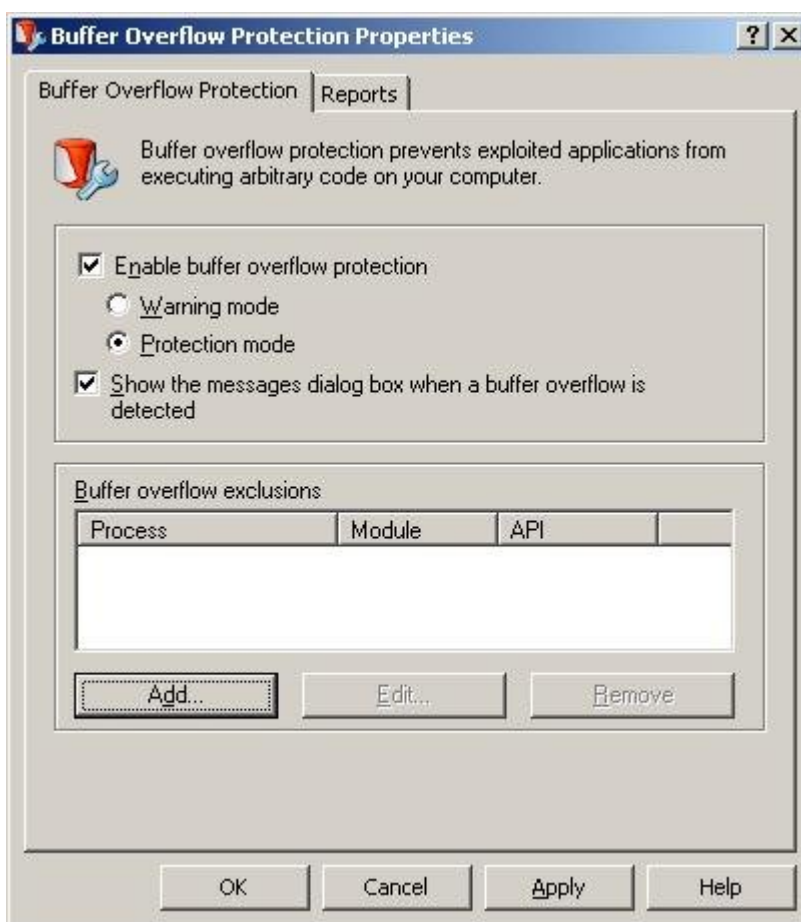 Buffer Overflow Protection Properties
Buffer Overflow Protection
Reports
Buffer overflow protection prevents exploited applications from
executing arbitrary code on your computer.
Enable buffer overflow protection
Warning mode
Protection mode
Show the messages dialog box when a buffer overflow is
detected
Buffer overflow exclusions
Process Module API
Add... Edit... Remove
OK Cancel Apply Help